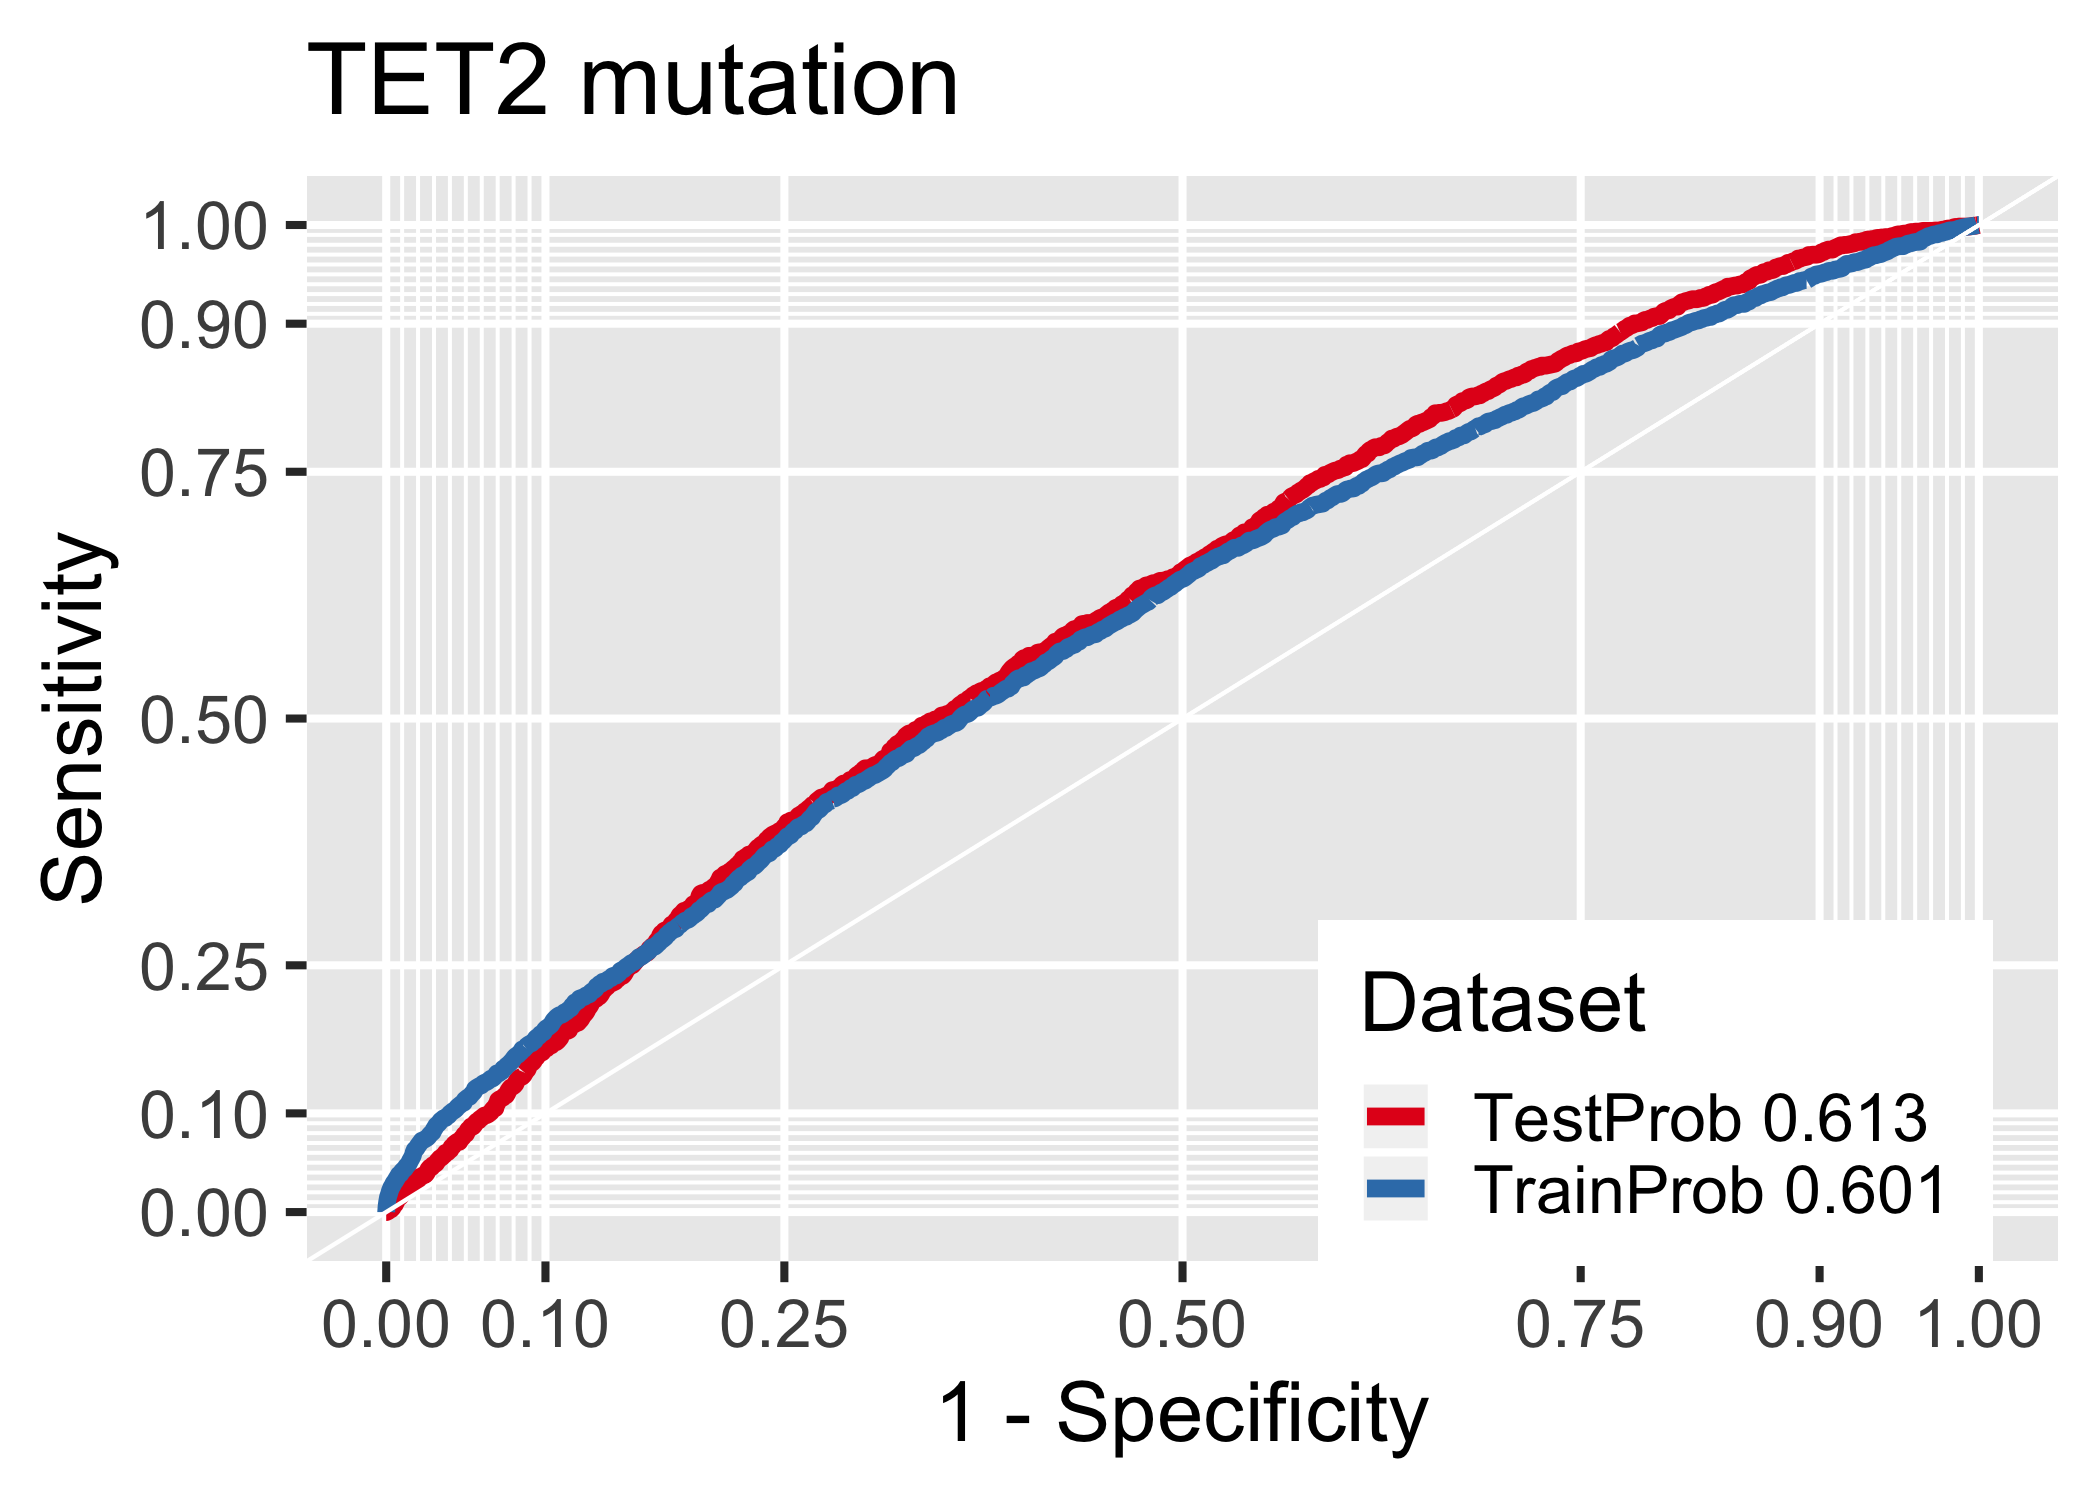 TET2 mutation
1.00
0.90
0.75
0.50
0.25
0.10
0.00
Sensitivity
Dataset
TestProb 0.613
TrainProb 0.601
0.00 0.10 0.25 0.50 0.75 0.90 1.00
1 - Specificity